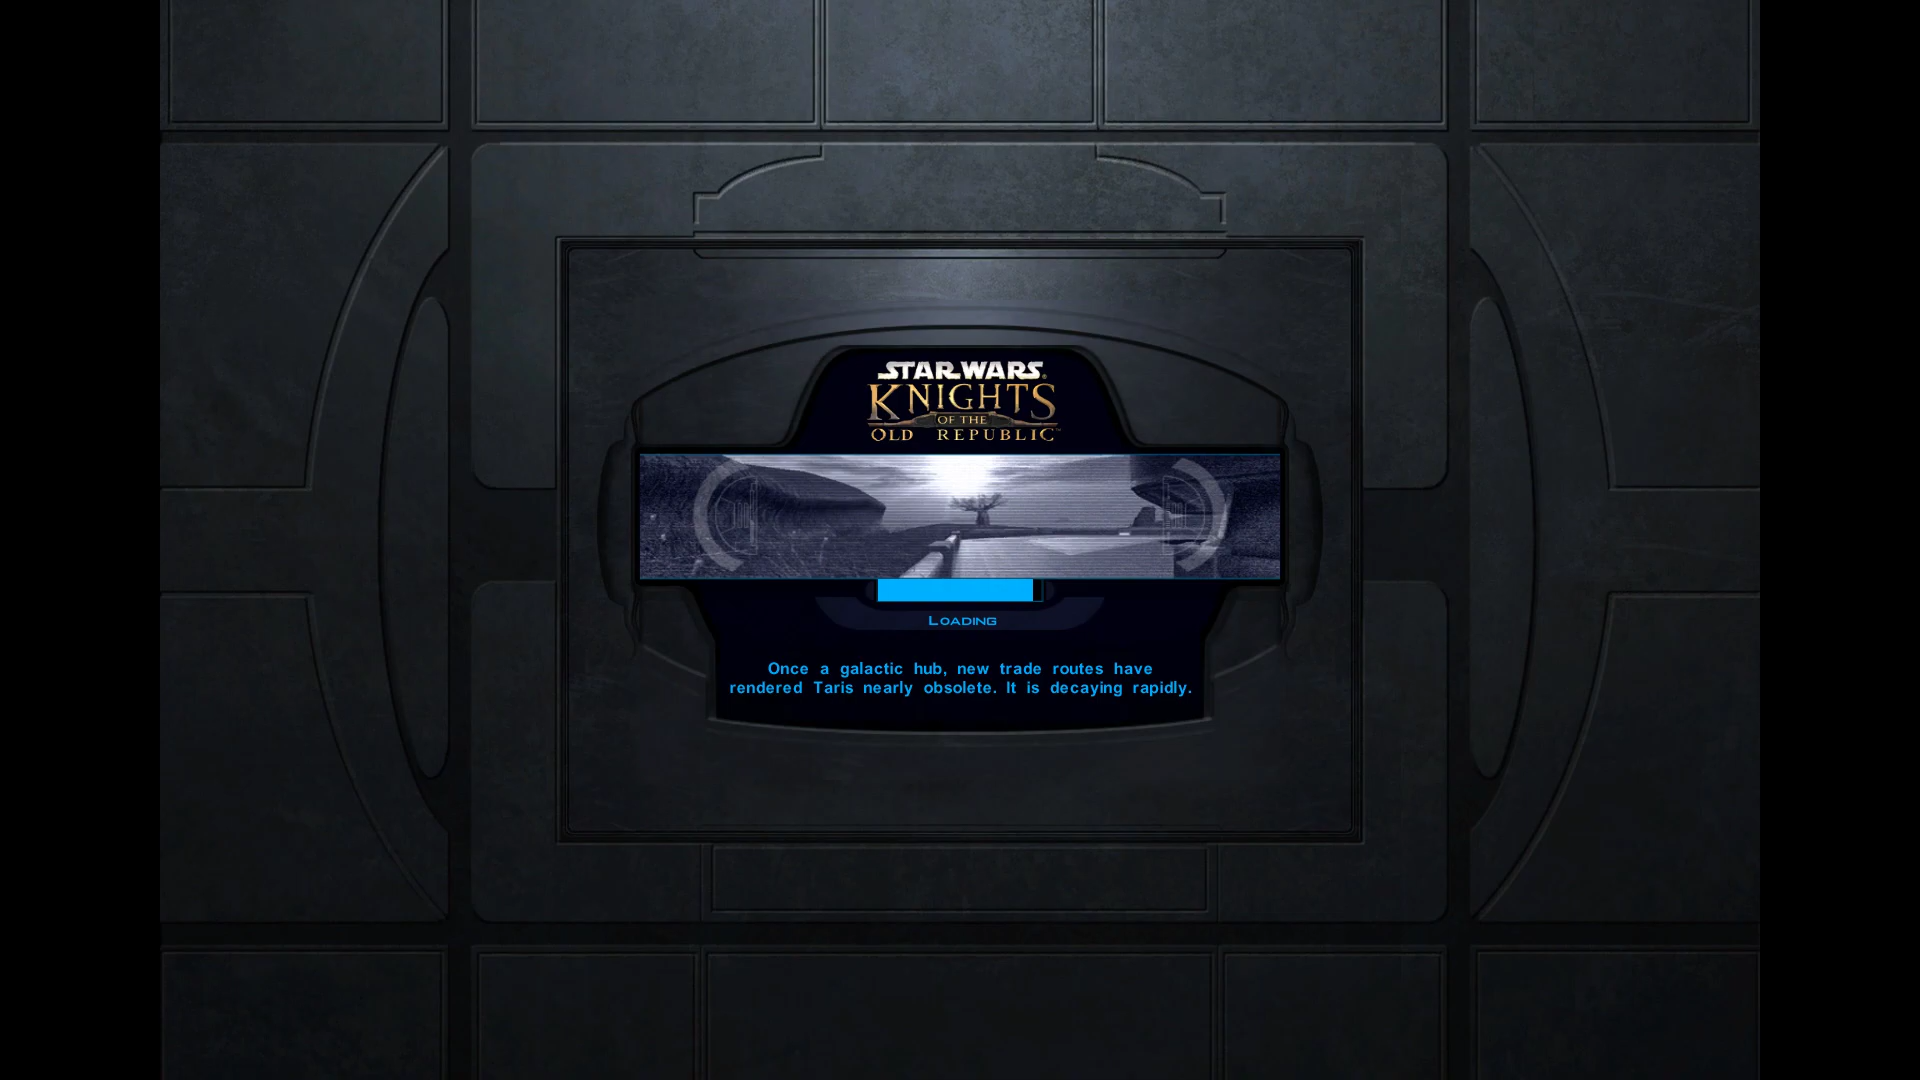 STAR WARS
KNIGHTS
OF THE
OLD REPUBLIC™
LOADING
Once a galactic hub, new trade routes have
rendered Taris nearly obsolete. It is decaying rapidly.